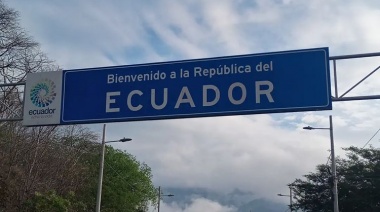 Bienvenido a la República del
ECUADOR
ecuador